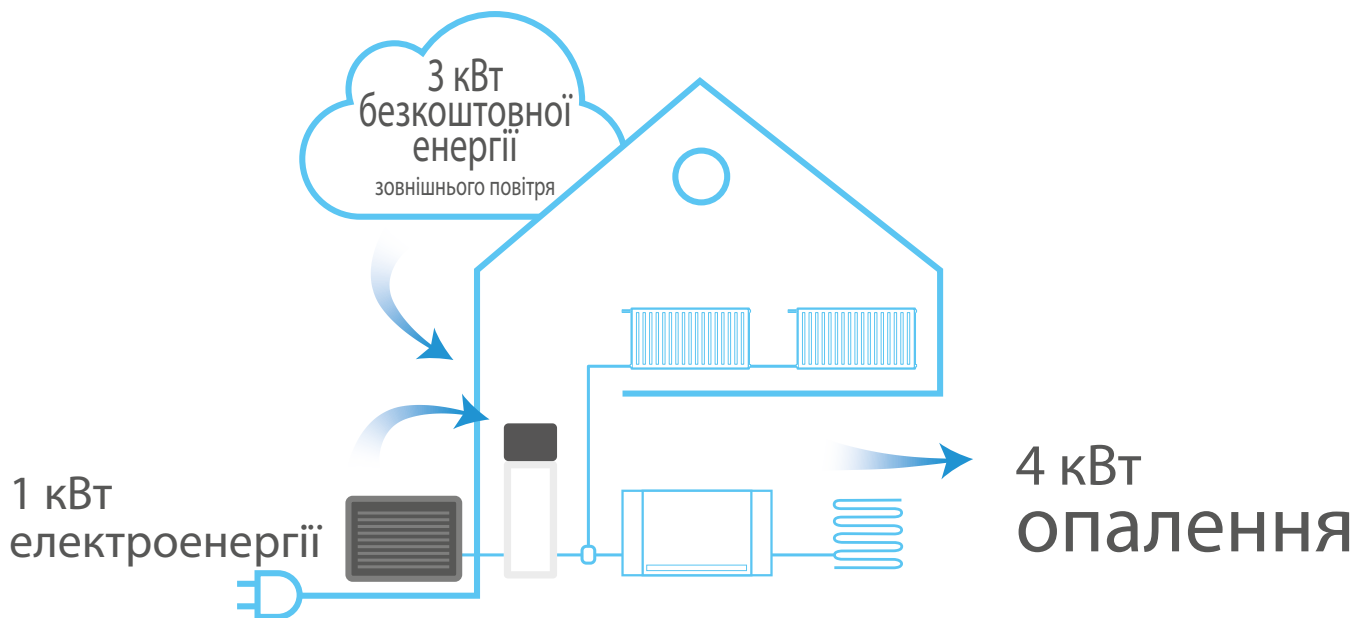 3 кВт
безкоштовної
енергії
зовнішнього повітря
1 кВт
електроенергії
4 кВт
опалення